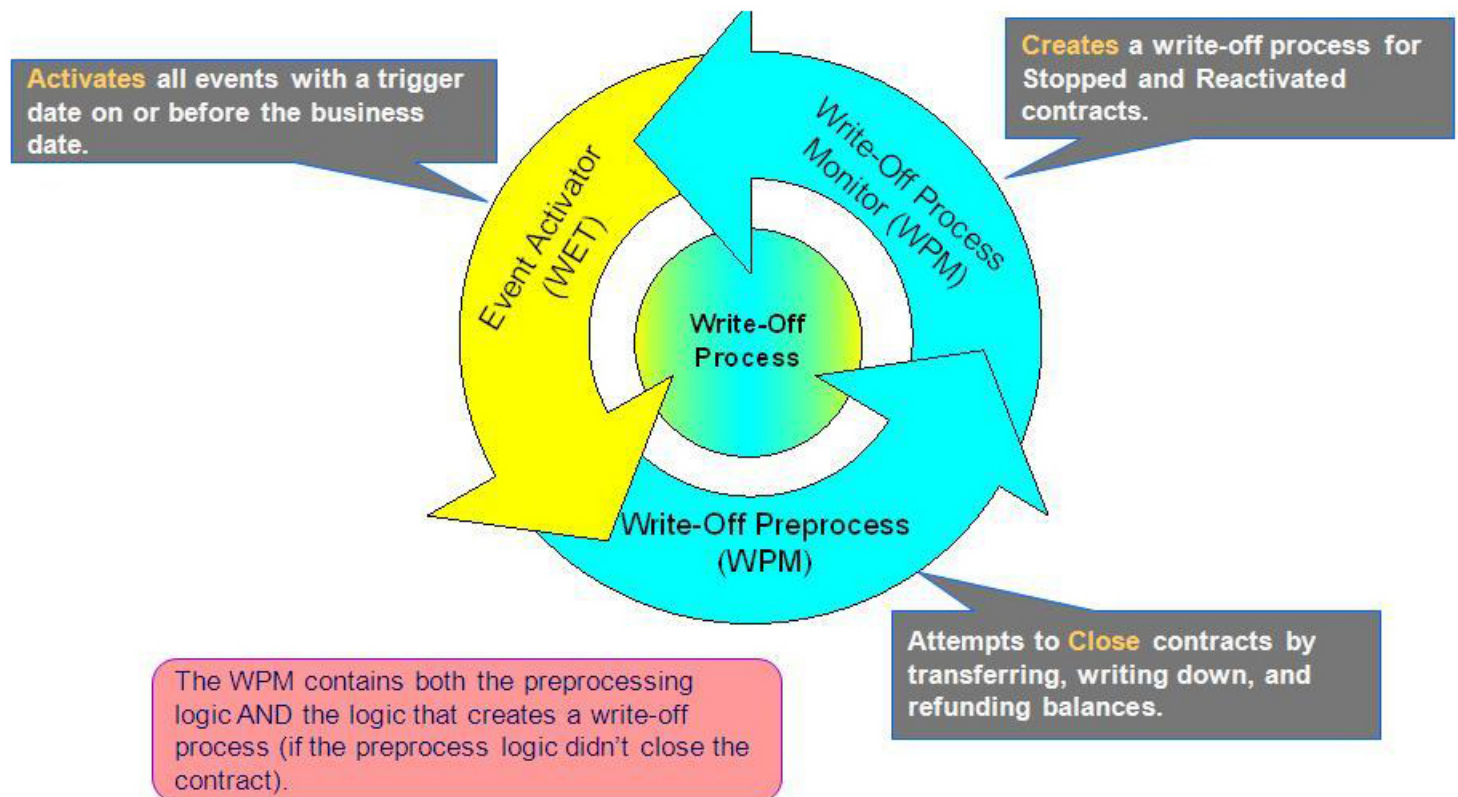 Activates all events with a trigger
date on or before the business
date.
Creates a write-off process for
Stopped and Reactivated
contracts.
Event Activator
(WET)
Write-Off Process
Monitor (WPM)
Write-Off
Process
Write-Off Preprocess
(WPM)
Attempts to Close contracts by
transferring, writing down, and
refunding balances.
The WPM contains both the preprocessing
logic AND the logic that creates a write-off
process (if the preprocess logic didn't close the
contract).